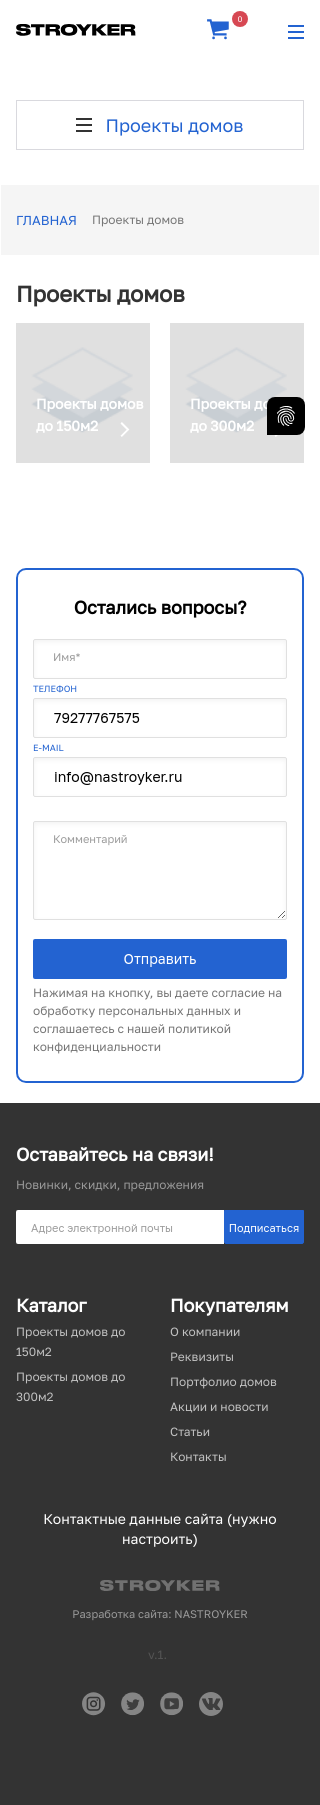 STROYKER
0
Проекты домов
ГЛАВНАЯ Проекты домов
Проекты домов
Проекты домов
до 150м2
Проекты до
до 300м2
Остались вопросы?
Имя*
ТЕЛЕФОН
79277767575
E-MAIL
info@nastroyker.ru
Комментарий
Отправить
Нажимая на кнопку, вы даете согласие на
обработку персональных данных и
соглашаетесь с нашей политикой
конфиденциальности
Оставайтесь на связи!
Новинки, скидки, предложения
Адрес электронной почты Подписаться
Каталог
Проекты домов до
150м2
Проекты домов до
300м2
Покупателям
О компании
Реквизиты
Портфолио домов
Акции и новости
Статьи
Контакты
Контактные данные сайта (нужно
настроить)
STROYKER
Разработка сайта: NASTROYKER
v.1.